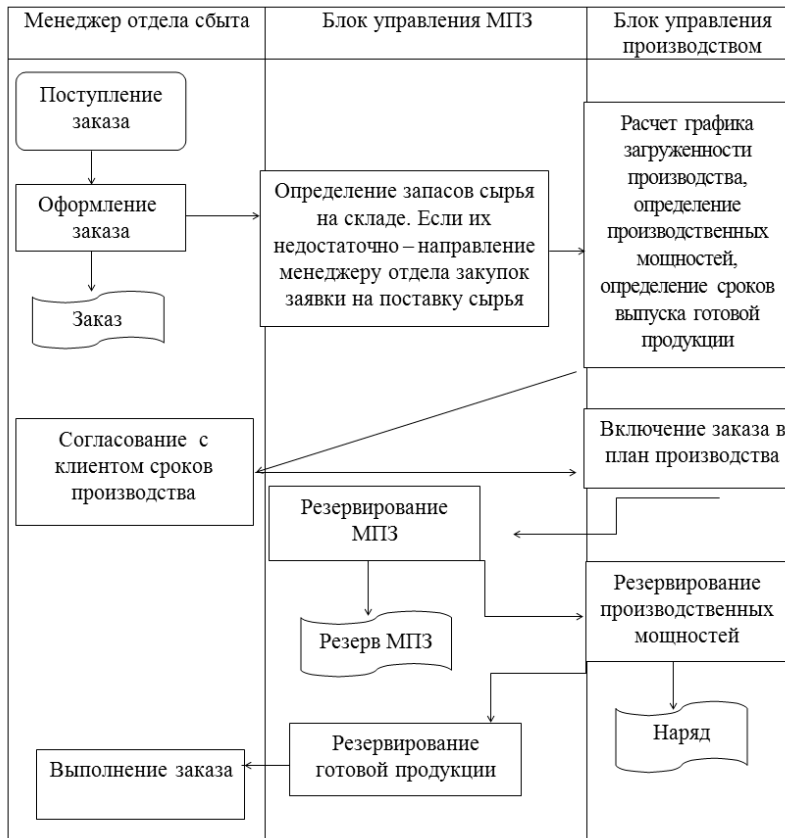 Менеджер отдела сбыта
Блок управления МПЗ
Блок управления
производством
Поступление
заказа
Оформление
заказа
Заказ
Определение запасов сырья
на складе. Если их
недостаточно – направление
менеджеру отдела закупок
заявки на поставку сырья
Расчет графика
загруженности
производства,
определение
производственных
мощностей,
определение сроков
выпуска готовой
продукции
Согласование с
клиентом сроков
производства
Включение заказа в
план производства
Резервирование
МПЗ
Резерв МПЗ
Резервирование
производственных
мощностей
Наряд
Резервирование
готовой продукции
Выполнение заказа